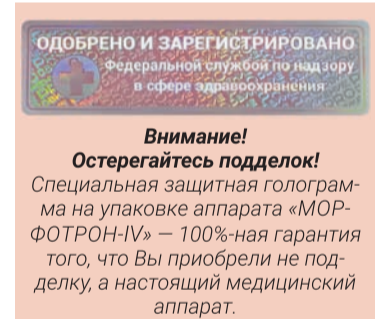 ОДОБРЕНО И ЗАРЕГИСТРИРОВАНО
Федеральной службой по надзору
в сфере здравоохранения
Внимание!
Остерегайтесь подделок!
Специальная защитная голограм-
ма на упаковке аппарата «МОР-
ФОТРОН-IV» — 100%-ная гарантия
того, что Вы приобрели не под-
делку, а настоящий медицинский
аппарат.